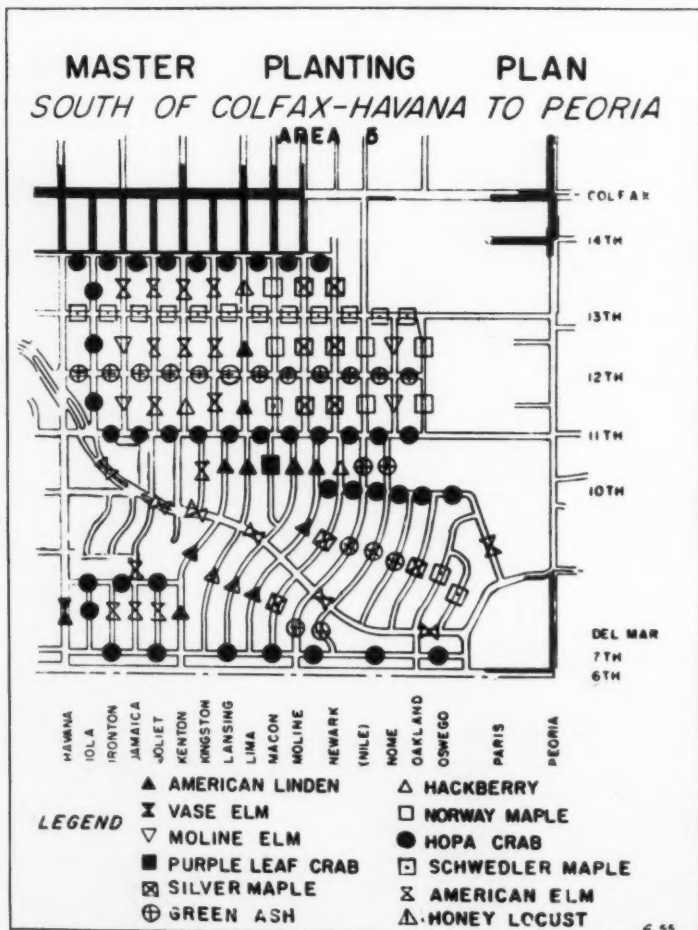 MASTER PLANTING PLAN
SOUTH OF COLFAX-HAVANA TO PEORIA
AREA 5
COLFAX
14TH
13TH
12TH
11TH
10TH
DEL MAR
7TH
6TH
HAVANA
IOLA
IRONTON
JAMAICA
JOLIET
KENTON
KINGSTON
LANSING
LIMA
MACON
MOLINE
NEWARK
(NILE)
NOME
OAKLAND
OSWEGO
PARIS
PEORIA
LEGEND
AMERICAN LINDEN
VASE ELM
MOLINE ELM
PURPLE LEAF CRAB
SILVER MAPLE
GREEN ASH
HACKBERRY
NORWAY MAPLE
HOPA CRAB
SCHWEDLER MAPLE
AMERICAN ELM
HONEY LOCUST
6-55